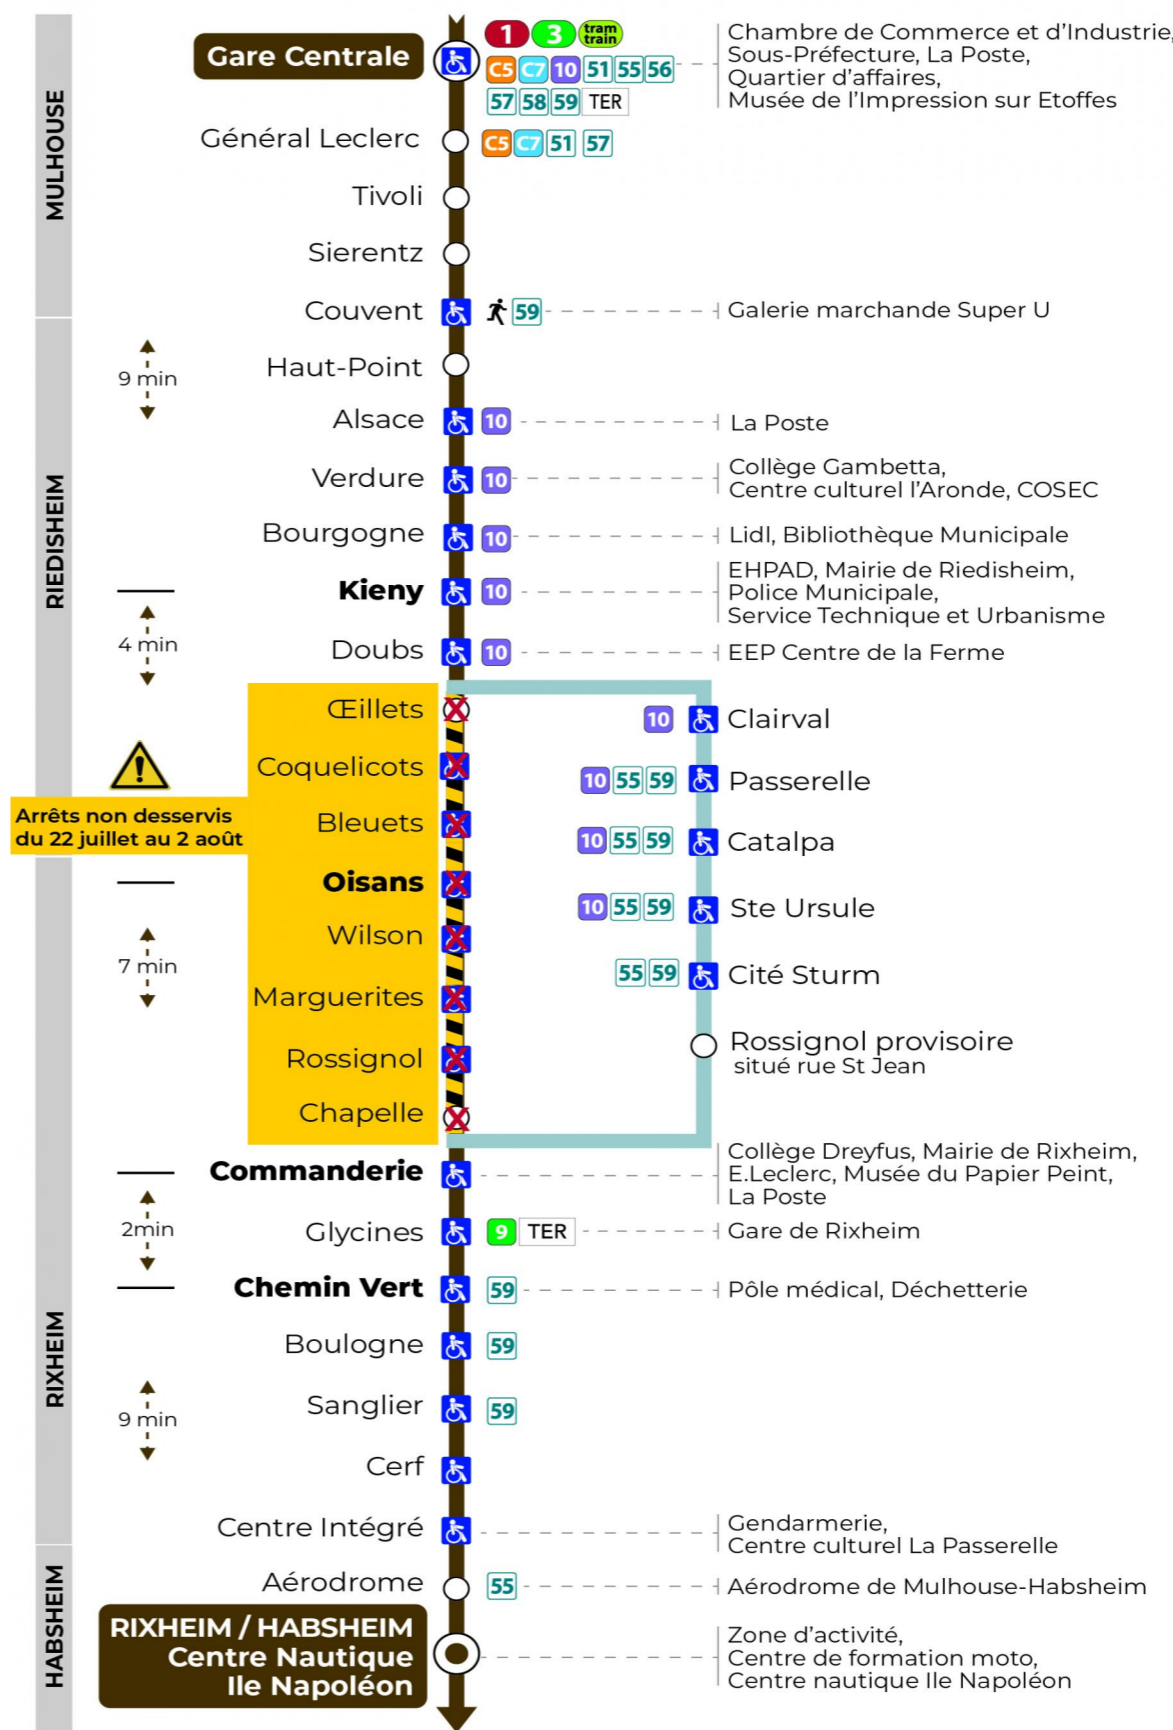 MULHOUSE
Gare Centrale
1 3 tram train
C5 C7 10 51 55 56
57 58 59 TER
Chambre de Commerce et d'Industrie,
Sous-Préfecture, La Poste,
Quartier d'affaires,
Musée de l'Impression sur Etoffes
Général Leclerc
C5 C7 51 57
Tivoli
Sierentz
Couvent
59
Galerie marchande Super U
RIEDISHEIM
9 min
Haut-Point
Alsace
10
La Poste
Verdure
10
Collège Gambetta,
Centre culturel l'Aronde, COSEC
Bourgogne
10
Lidl, Bibliothèque Municipale
Kieny
10
EHPAD, Mairie de Riedisheim,
Police Municipale,
Service Technique et Urbanisme
4 min
Doubs
10
EEP Centre de la Ferme
Œillets
Coquelicots
Bleuets
Arrêts non desservis
du 22 juillet au 2 août
Oisans
Wilson
7 min
Marguerites
Rossignol
Chapelle
10
Clairval
10 55 59
Passerelle
10 55 59
Catalpa
10 55 59
Ste Ursule
55 59
Cité Sturm
Rossignol provisoire
situé rue St Jean
RIXHEIM
Commanderie
Collège Dreyfus, Mairie de Rixheim,
E.Leclerc, Musée du Papier Peint,
La Poste
2min
Glycines
9 TER
Gare de Rixheim
Chemin Vert
59
Pôle médical, Déchetterie
Boulogne
59
Sanglier
59
9 min
Cerf
Centre Intégré
Gendarmerie,
Centre culturel La Passerelle
HABSHEIM
Aérodrome
55
Aérodrome de Mulhouse-Habsheim
RIXHEIM / HABSHEIM
Centre Nautique
Ile Napoléon
Zone d'activité,
Centre de formation moto,
Centre nautique Ile Napoléon